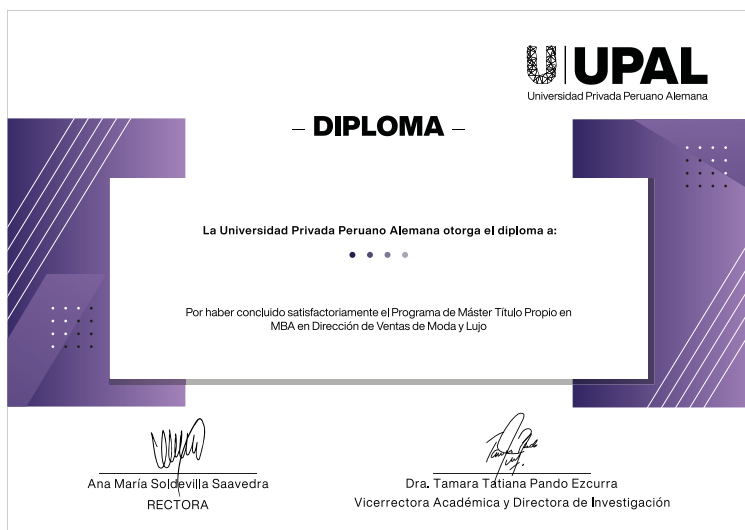 UPAL
Universidad Privada Peruano Alemana
– DIPLOMA –
La Universidad Privada Peruano Alemana otorga el diploma a:
Por haber concluido satisfactoriamente el Programa de Máster Título Propio en
MBA en Dirección de Ventas de Moda y Lujo
Ana María Soldevilla Saavedra
RECTORA
Dra. Tamara Tatiana Pando Ezcurra
Vicerrectora Académica y Directora de Investigación